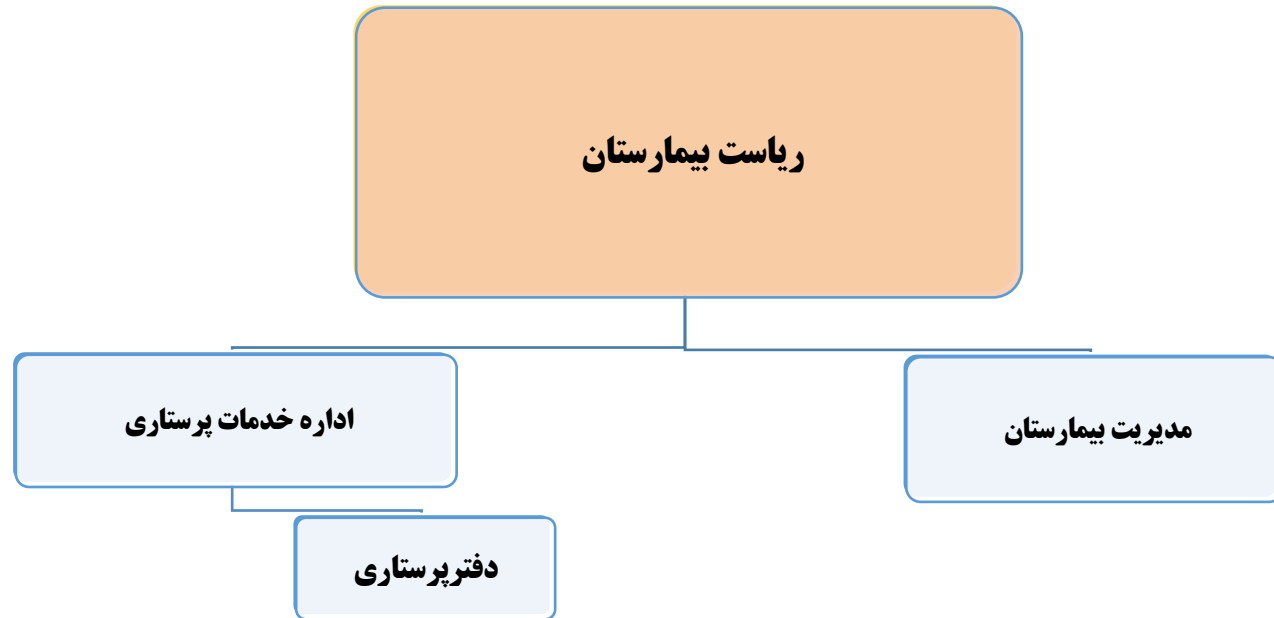 ریاست بیمارستان
مدیریت بیمارستان
اداره خدمات پرستاری
دفترپرستاری